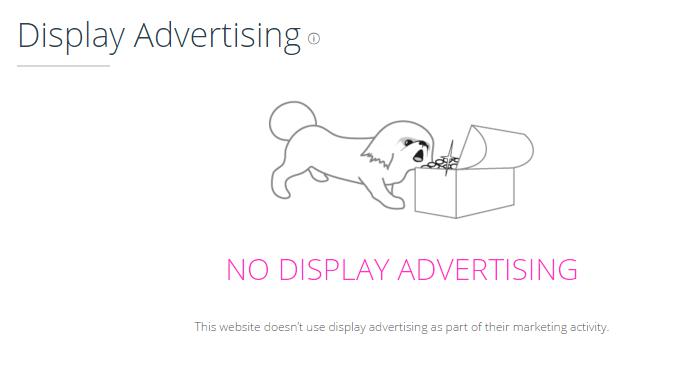 Display Advertising
NO DISPLAY ADVERTISING
This website doesn't use display advertising as part of their marketing activity.